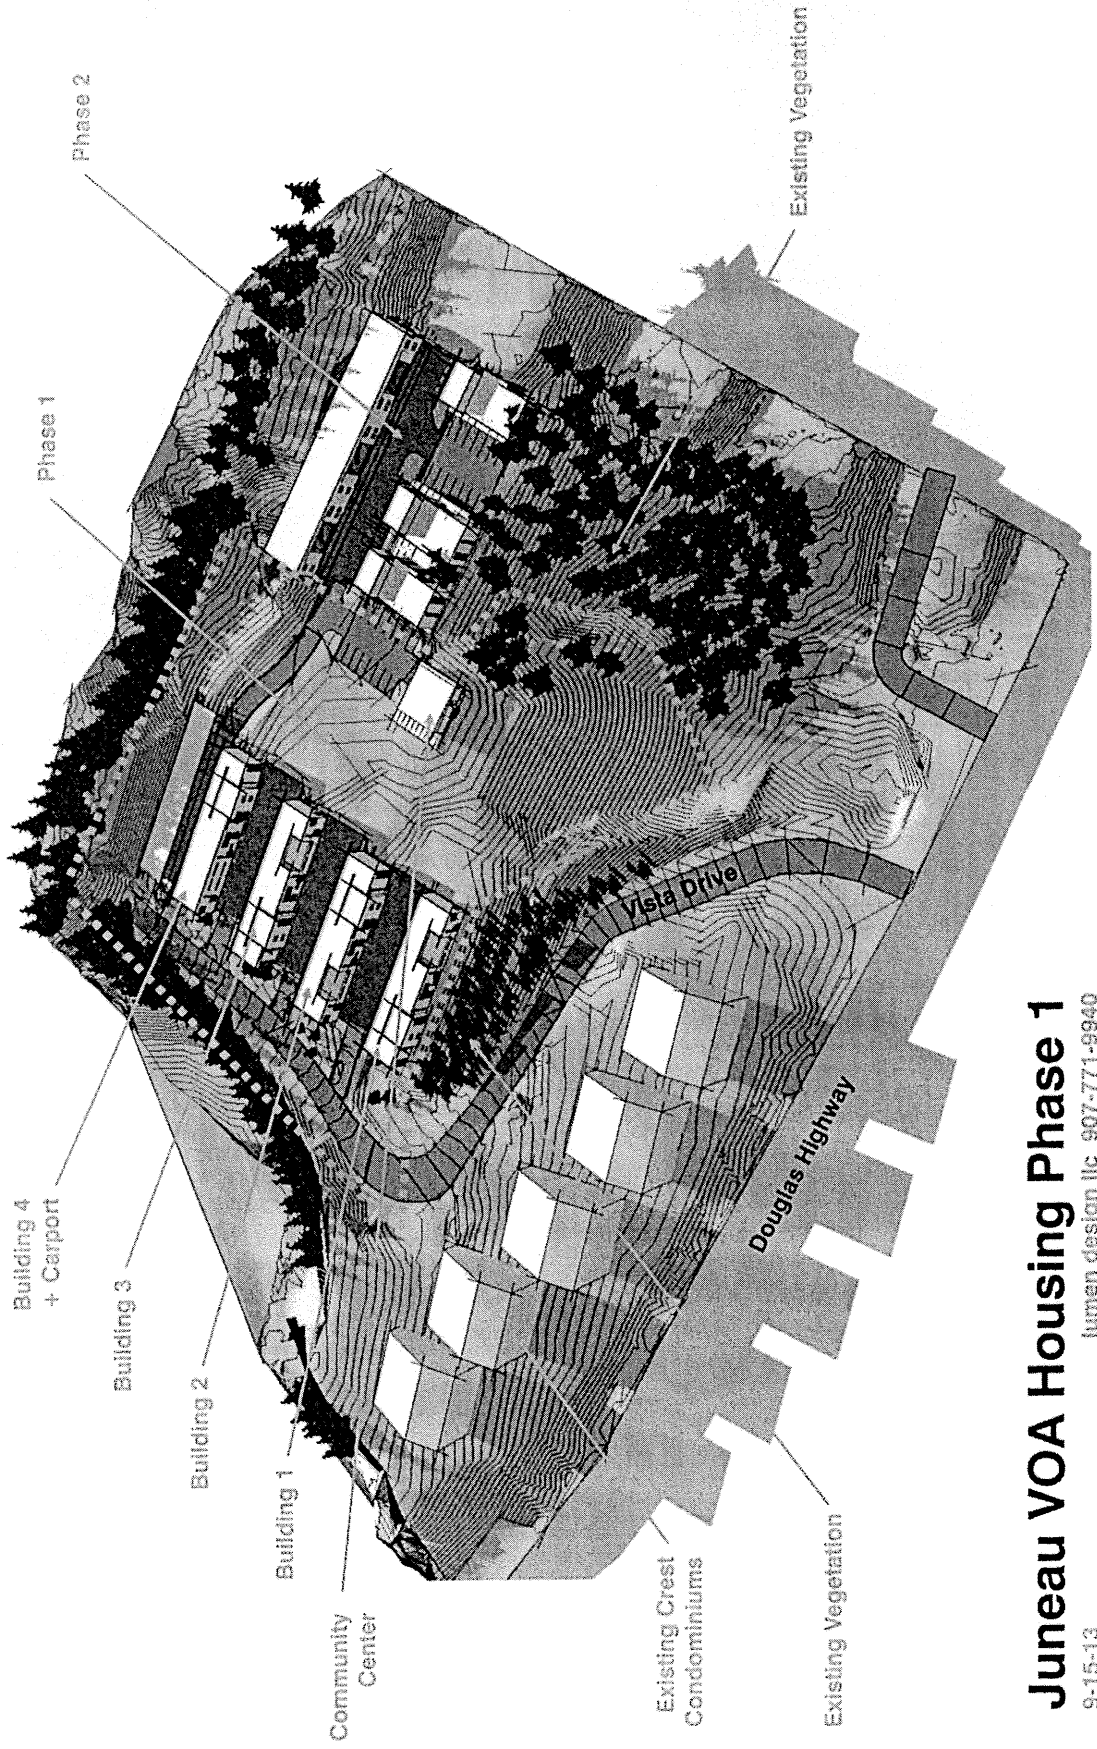 Building 4
+ Carport
Building 3
Building 2
Building 1
Community
Center
Phase 1
Phase 2
Existing Vegetation
Vista Drive
Douglas Highway
Existing Crest
Condominiums
Existing Vegetation
Juneau VOA Housing Phase 1
9-15-13
lumen design llc 907-771-9940